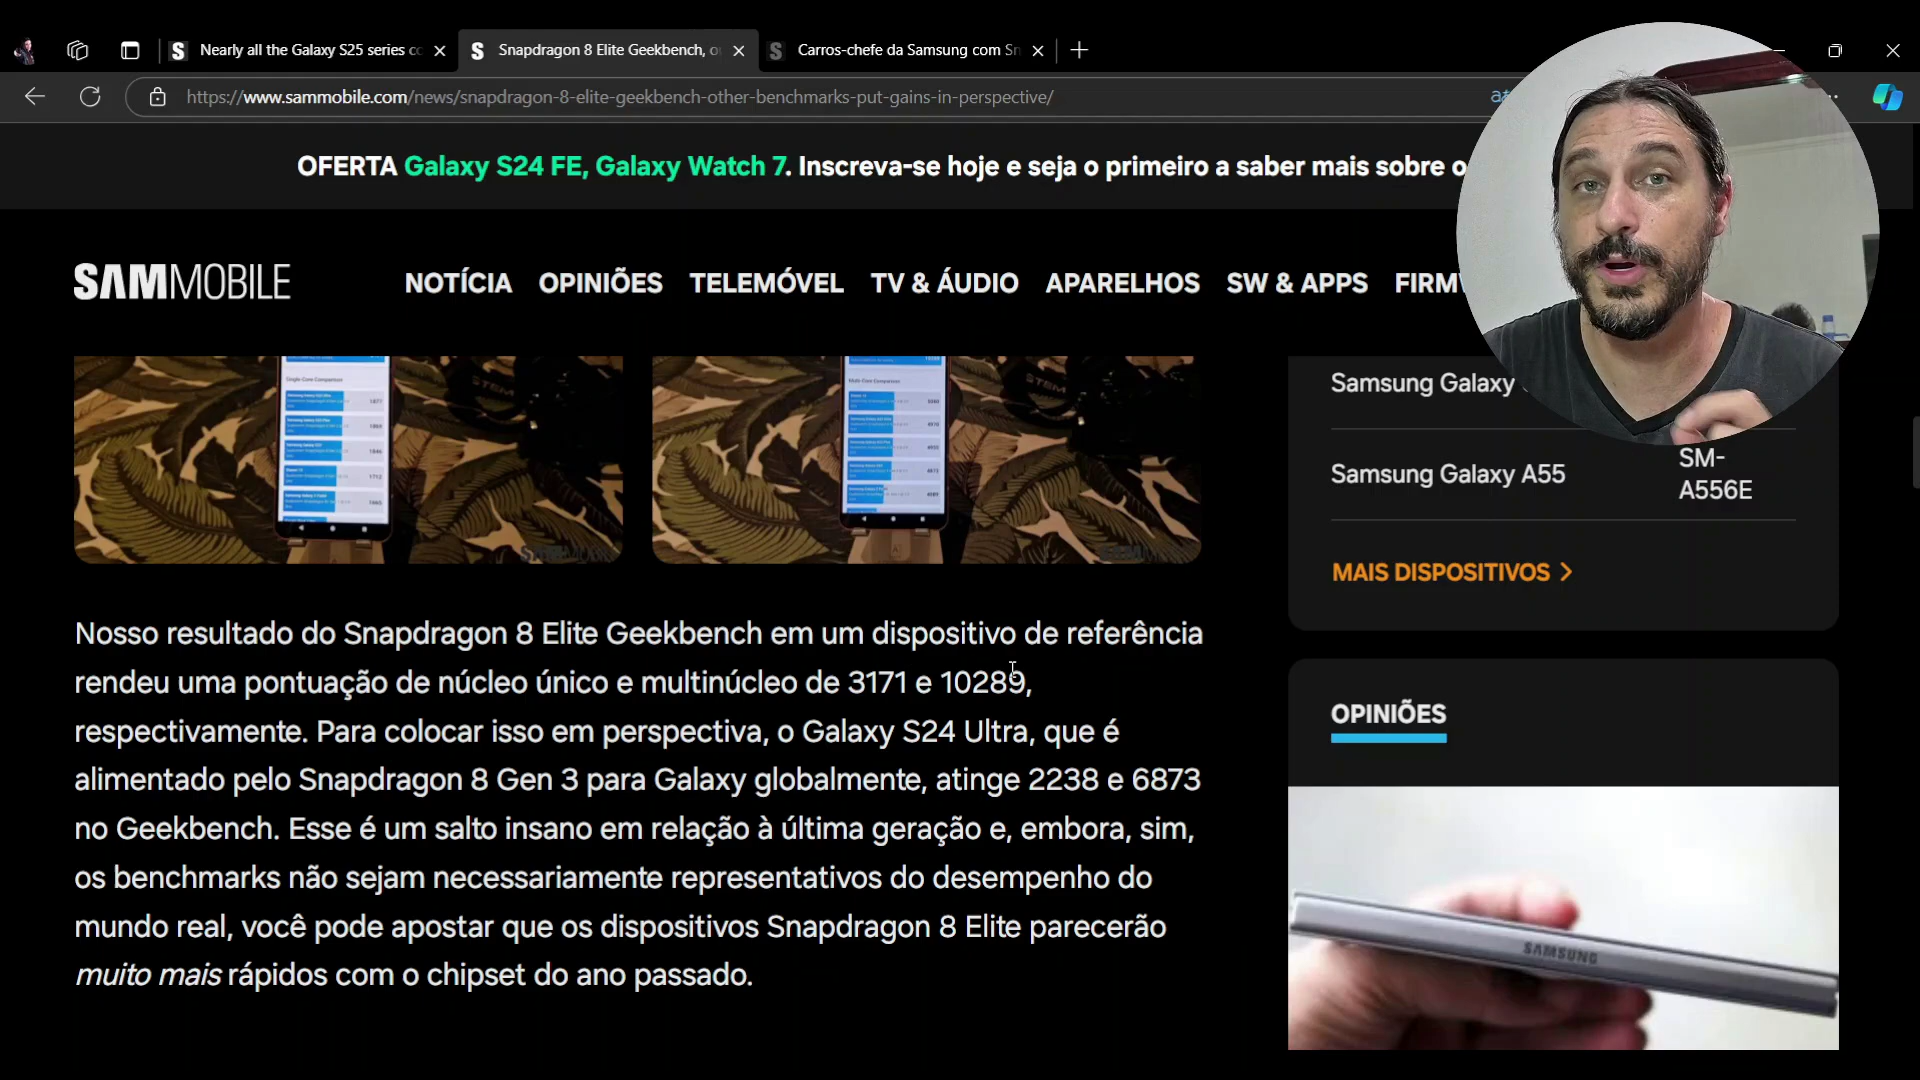 Nearly all the Galaxy S25 series cc
Snapdragon 8 Elite Geekbench, o
Carros-chefe da Samsung com Sn
https://www.sammobile.com/news/snapdragon-8-elite-geekbench-other-benchmarks-put-gains-in-perspective/
OFERTA Galaxy S24 FE, Galaxy Watch 7. Inscreva-se hoje e seja o primeiro a saber mais sobre o
SAMMOBILE
NOTÍCIA OPINIÕES TELEMÓVEL TV & ÁUDIO APARELHOS SW & APPS FIRM
Single-Core Comparison
Multi-Core Comparison
Samsung Galaxy
Samsung Galaxy A55
SM-
A556E
MAIS DISPOSITIVOS
Nosso resultado do Snapdragon 8 Elite Geekbench em um dispositivo de referência
rendeu uma pontuação de núcleo único e multinúcleo de 3171 e 10289,
respectivamente. Para colocar isso em perspectiva, o Galaxy S24 Ultra, que é
alimentado pelo Snapdragon 8 Gen 3 para Galaxy globalmente, atinge 2238 e 6873
no Geekbench. Esse é um salto insano em relação à última geração e, embora, sim,
os benchmarks não sejam necessariamente representativos do desempenho do
mundo real, você pode apostar que os dispositivos Snapdragon 8 Elite parecerão
muito mais rápidos com o chipset do ano passado.
OPINIÕES
SAMSUNG